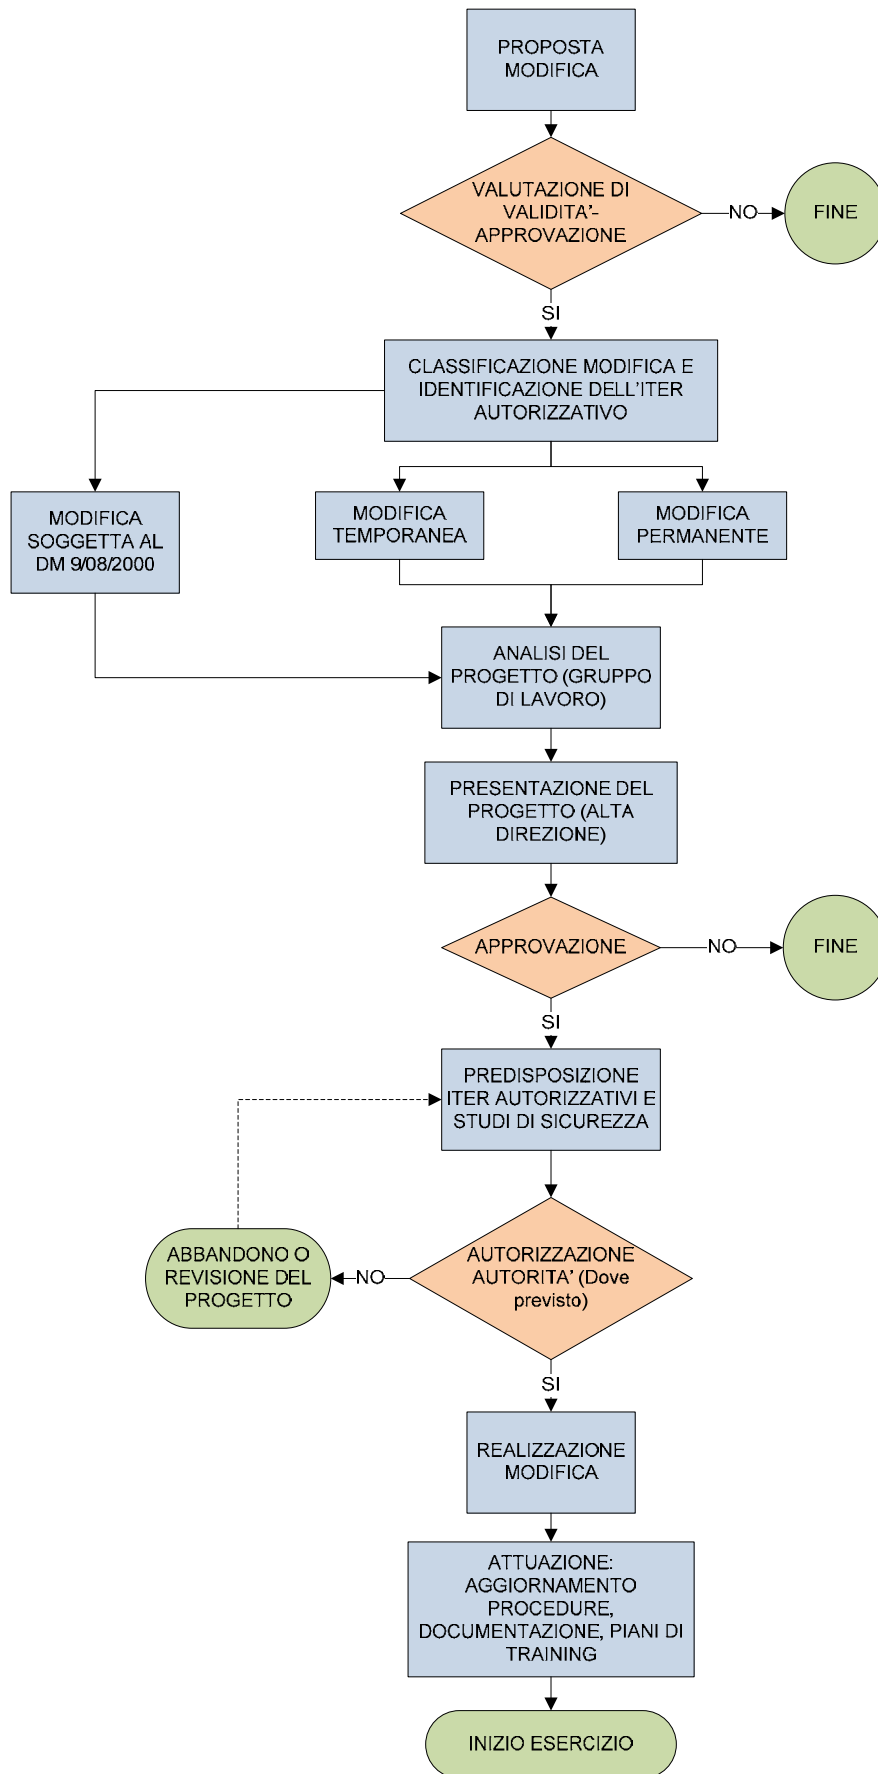 PROPOSTA
MODIFICA
VALUTAZIONE DI
VALIDITA'-
APPROVAZIONE
NO
FINE
SI
CLASSIFICAZIONE MODIFICA E
IDENTIFICAZIONE DELL'ITER
AUTORIZZATIVO
MODIFICA
SOGGETTA AL
DM 9/08/2000
MODIFICA
TEMPORANEA
MODIFICA
PERMANENTE
ANALISI DEL
PROGETTO (GRUPPO
DI LAVORO)
PRESENTAZIONE DEL
PROGETTO (ALTA
DIREZIONE)
APPROVAZIONE
NO
FINE
SI
PREDISPOSIZIONE
ITER AUTORIZZATIVI E
STUDI DI SICUREZZA
ABBANDONO O
REVISIONE DEL
PROGETTO
NO
AUTORIZZAZIONE
AUTORITA' (Dove
previsto)
SI
REALIZZAZIONE
MODIFICA
ATTUAZIONE:
AGGIORNAMENTO
PROCEDURE,
DOCUMENTAZIONE, PIANI DI
TRAINING
INIZIO ESERCIZIO